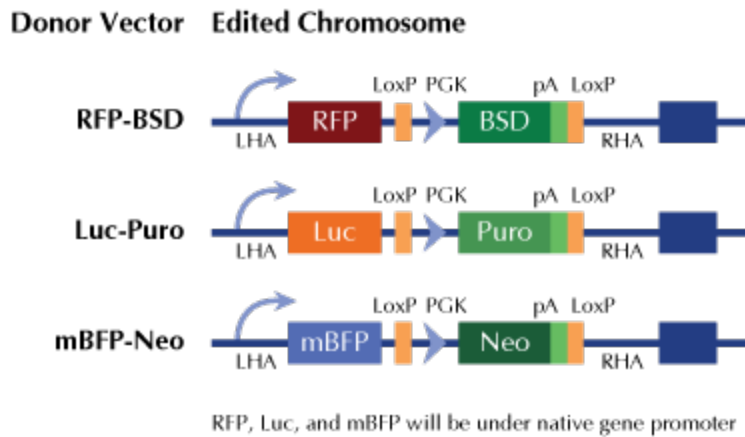 Donor Vector Edited Chromosome
LoxP PGK pA LoxP
RFP-BSD RFP BSD
LHA RHA
LoxP PGK pA LoxP
Luc-Puro Luc Puro
LHA RHA
LoxP PGK pA LoxP
mBFP-Neo mBFP Neo
LHA RHA
RFP, Luc, and mBFP will be under native gene promoter